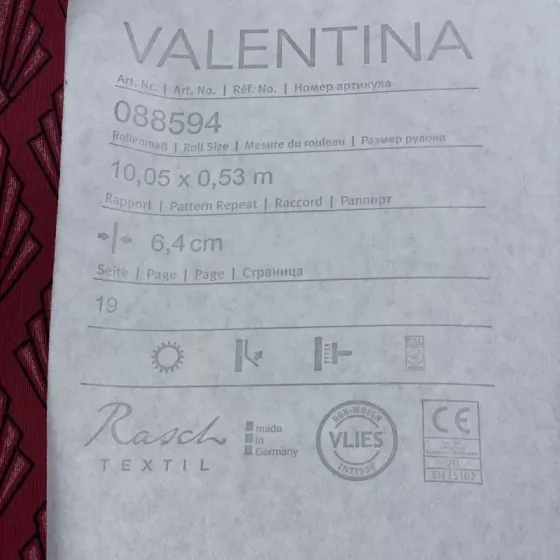 VALENTINA
Art. Nr. | Art. No. | Réf. No. | Номер артикула
088594
Rollenmaß | Roll Size | Mesure du rouleau | Размер рулона
10,05 x 0,53 m
Rapport | Pattern Repeat | Raccord | Раппорт
6,4 cm
Seite | Page | Page | Страница
19
Rasch
TEXTIL
made
in
Germany
NON-WOVEN
VLIES
INTISSÉ
CE
EN 15102